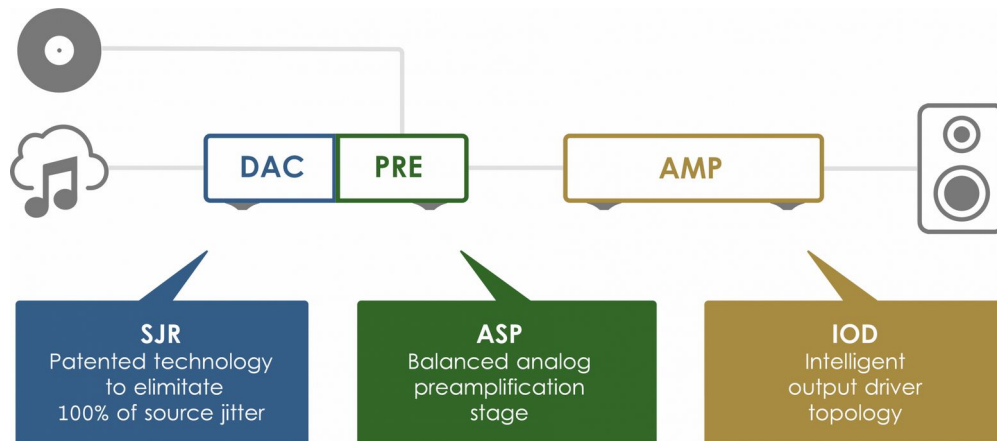 DAC PRE AMP
SJR
Patented technology
to elimitate
100% of source jitter
ASP
Balanced analog
preamplification
stage
IOD
Intelligent
output driver
topology